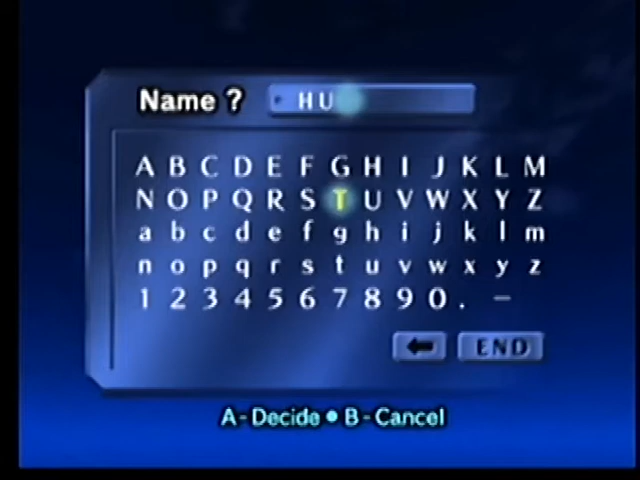 Name ? HU
A B C D E F G H I J K L M
N O P Q R S T U V W X Y Z
a b c d e f g h i j k l m
n o p q r s t u v w x y z
1 2 3 4 5 6 7 8 9 0 . -
END
A-Decide • B-Cancel